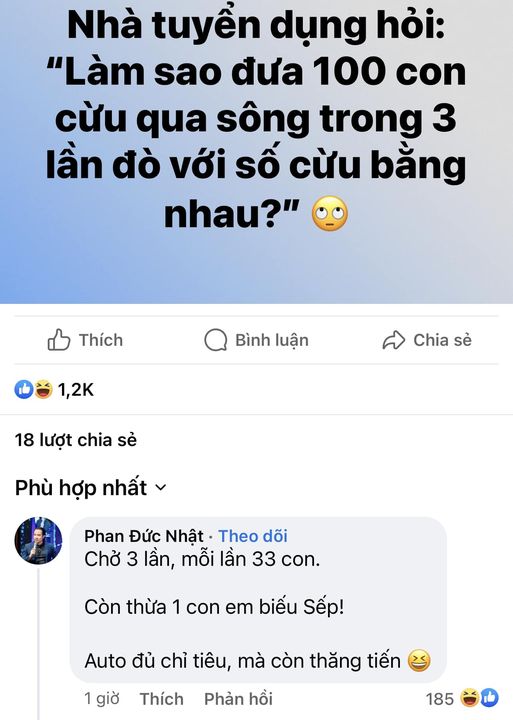 Nhà tuyển dụng hỏi:
“Làm sao đưa 100 con
cừu qua sông trong 3
lần đò với số cừu bằng
nhau?” 🙄
Thích
Bình luận
Chia sẻ
1,2K
18 lượt chia sẻ
Phù hợp nhất
Phan Đức Nhật · Theo dõi
Chở 3 lần, mỗi lần 33 con.
Còn thừa 1 con em biếu Sếp!
Auto đủ chỉ tiêu, mà còn thăng tiến 😆
1 giờ Thích Phản hồi 185